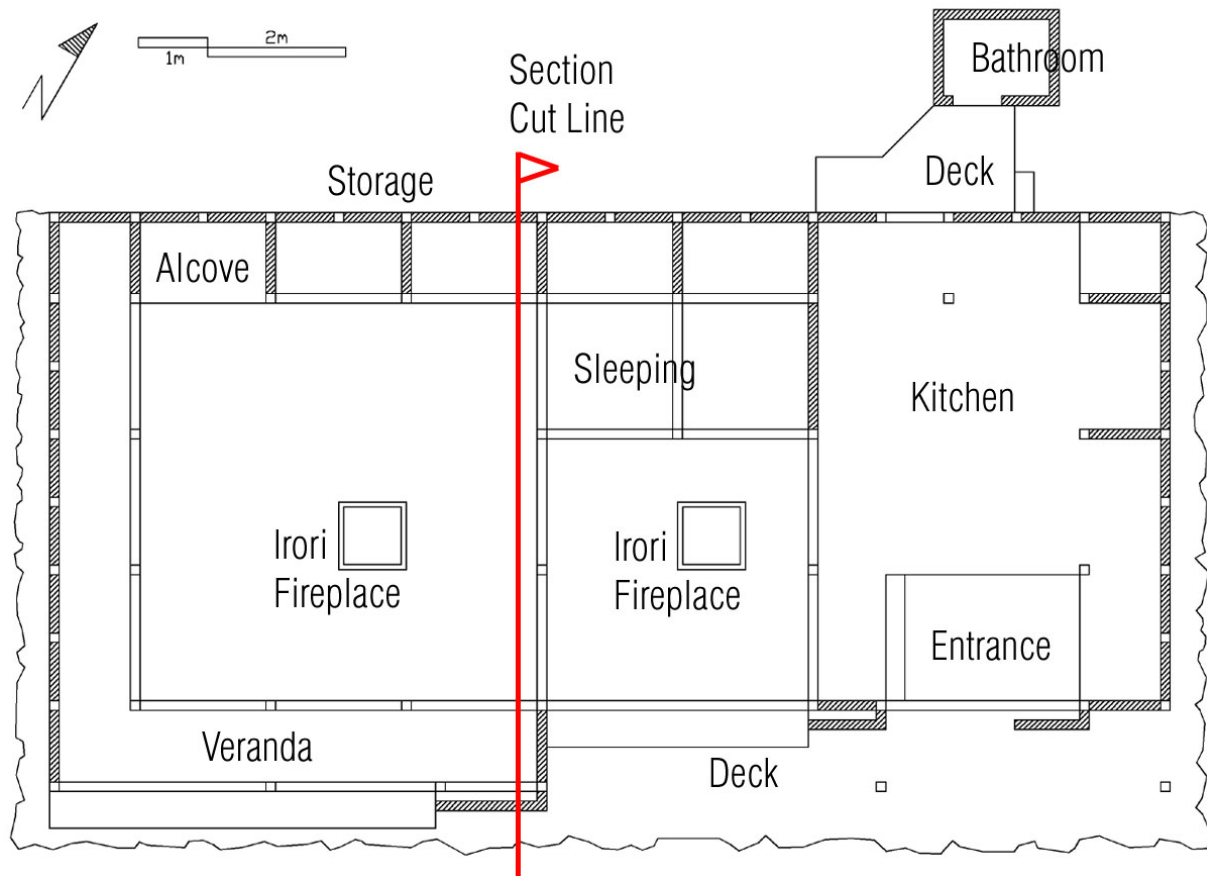 1m
2m
Section
Cut Line
Bathroom
Storage
Deck
Alcove
Sleeping
Kitchen
Irori
Fireplace
Irori
Fireplace
Entrance
Veranda
Deck